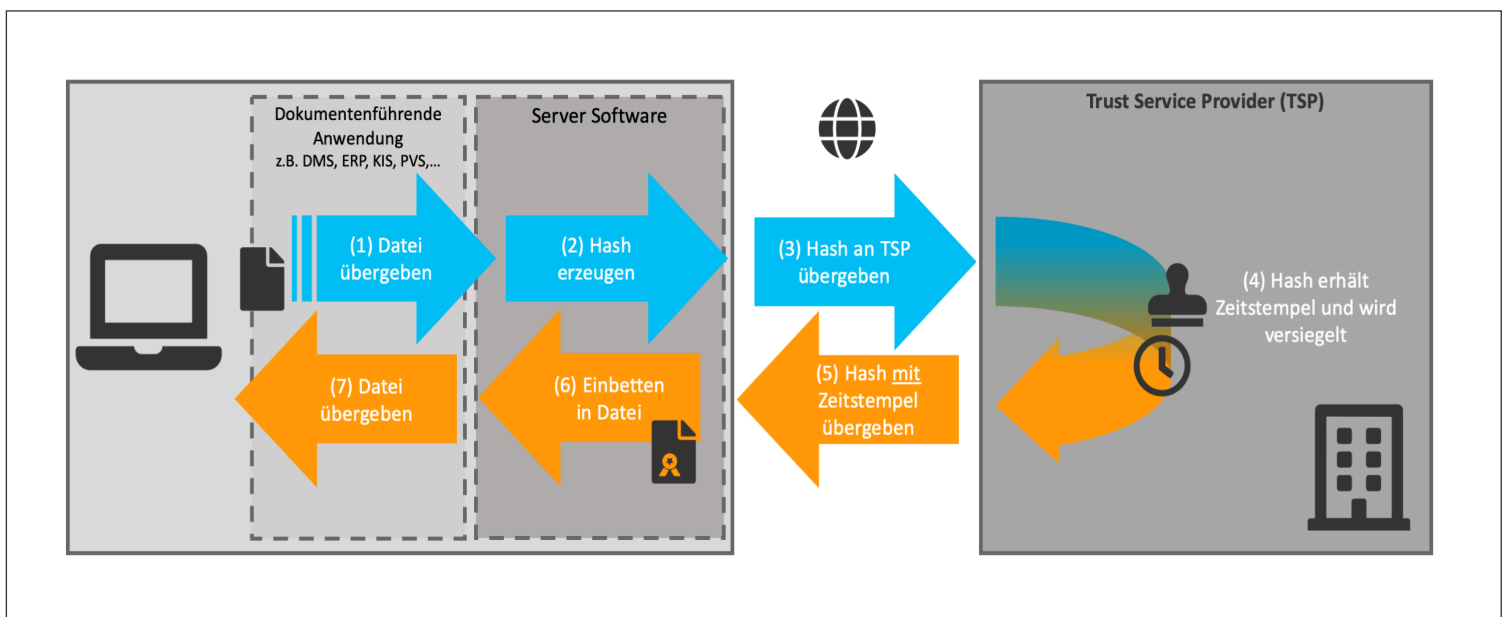 Dokumentenführende
Anwendung
z.B. DMS, ERP, KIS, PVS,...
Server Software
Trust Service Provider (TSP)
(1) Datei
übergeben
(2) Hash
erzeugen
(3) Hash an TSP
übergeben
(4) Hash erhält
Zeitstempel und wird
versiegelt
(5) Hash mit
Zeitstempel
übergeben
(6) Einbetten
in Datei
(7) Datei
übergeben